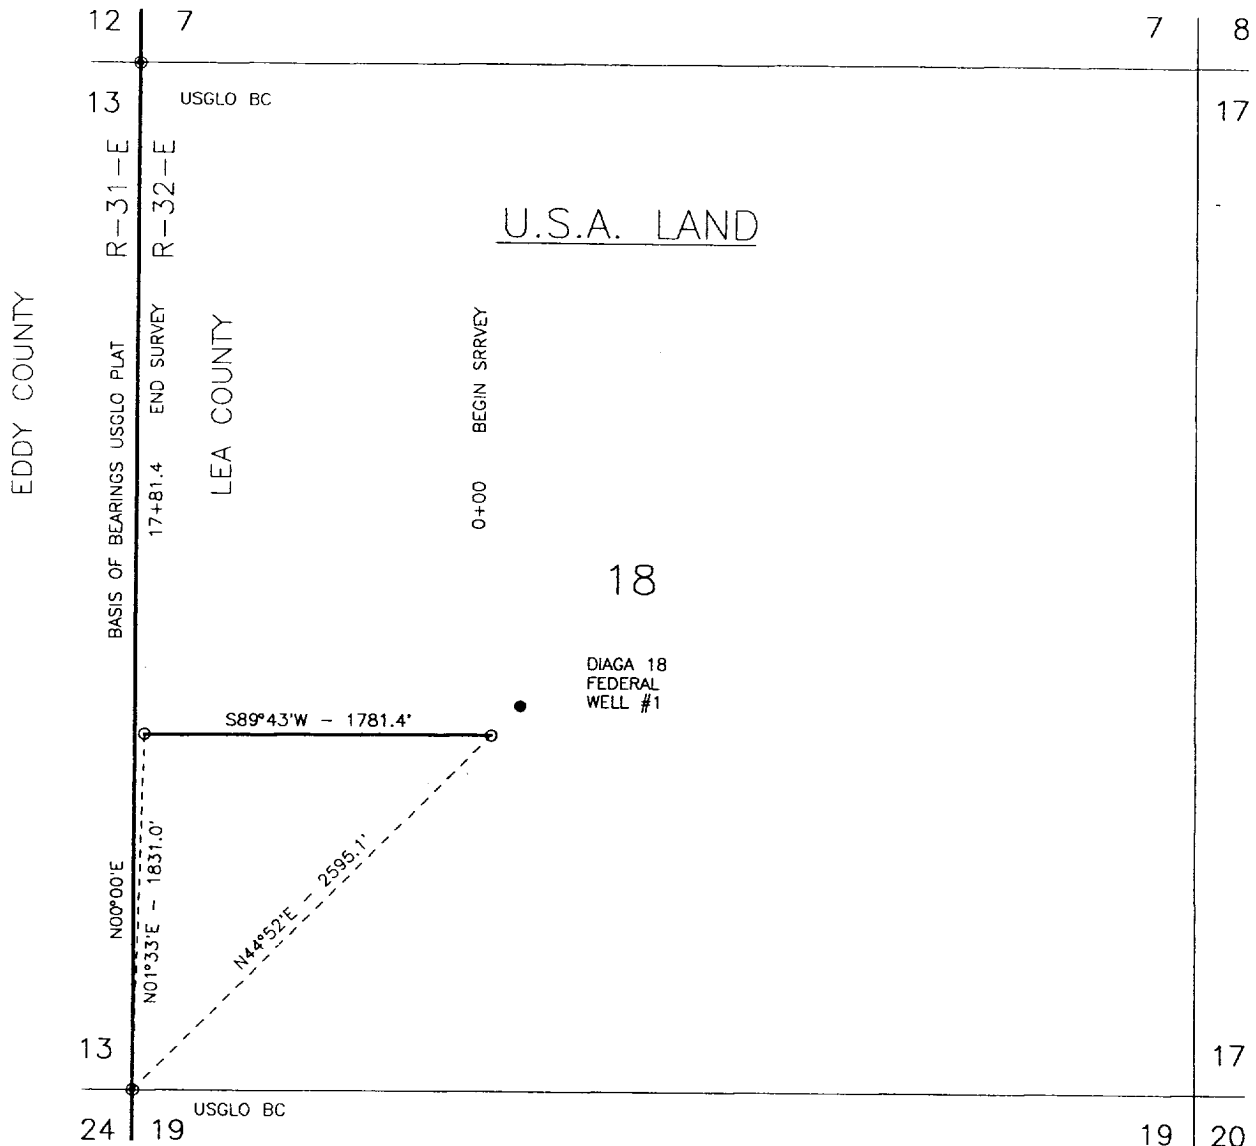 12 7
7 8
13 USGLO BC
17
R-31-E
R-32-E
U.S.A. LAND
EDDY COUNTY
BASIS OF BEARINGS USGLO PLAT
17+81.4 END SURVEY
LEA COUNTY
0+00 BEGIN SRRVEY
18
DIAGA 18
FEDERAL
WELL #1
S89°43'W - 1781.4'
N00°00'E
N01°33'E - 1831.0'
N44°52'E - 2595.1'
13
17
USGLO BC
24 19
19 20